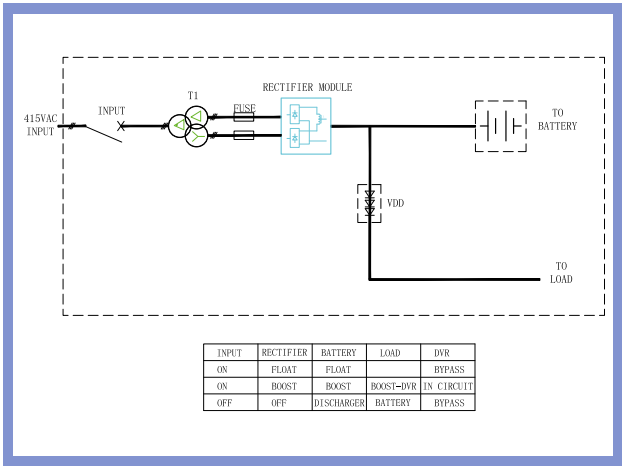 RECTIFIER MODULE
T1
INPUT
FUSE
415VAC
INPUT
TO
BATTERY
VDD
TO
LOAD
INPUT RECTIFIER BATTERY LOAD DVR
ON FLOAT FLOAT BYPASS
ON BOOST BOOST BOOST-DVR IN CIRCUIT
OFF OFF DISCHARGER BATTERY BYPASS